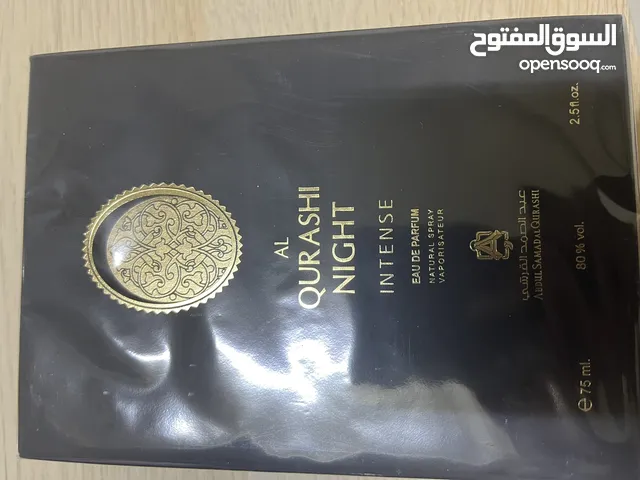 السوق المفتوح
opensooq.com
AL
QURASHI
NIGHT
INTENSE
EAU DE PARFUM
NATURAL SPRAY
VAPORISATEUR
عبد الصمد القرشي
ABDUL SAMAD AL QURASHI
80% vol.
e 75 ml.
2.5 fl.oz.